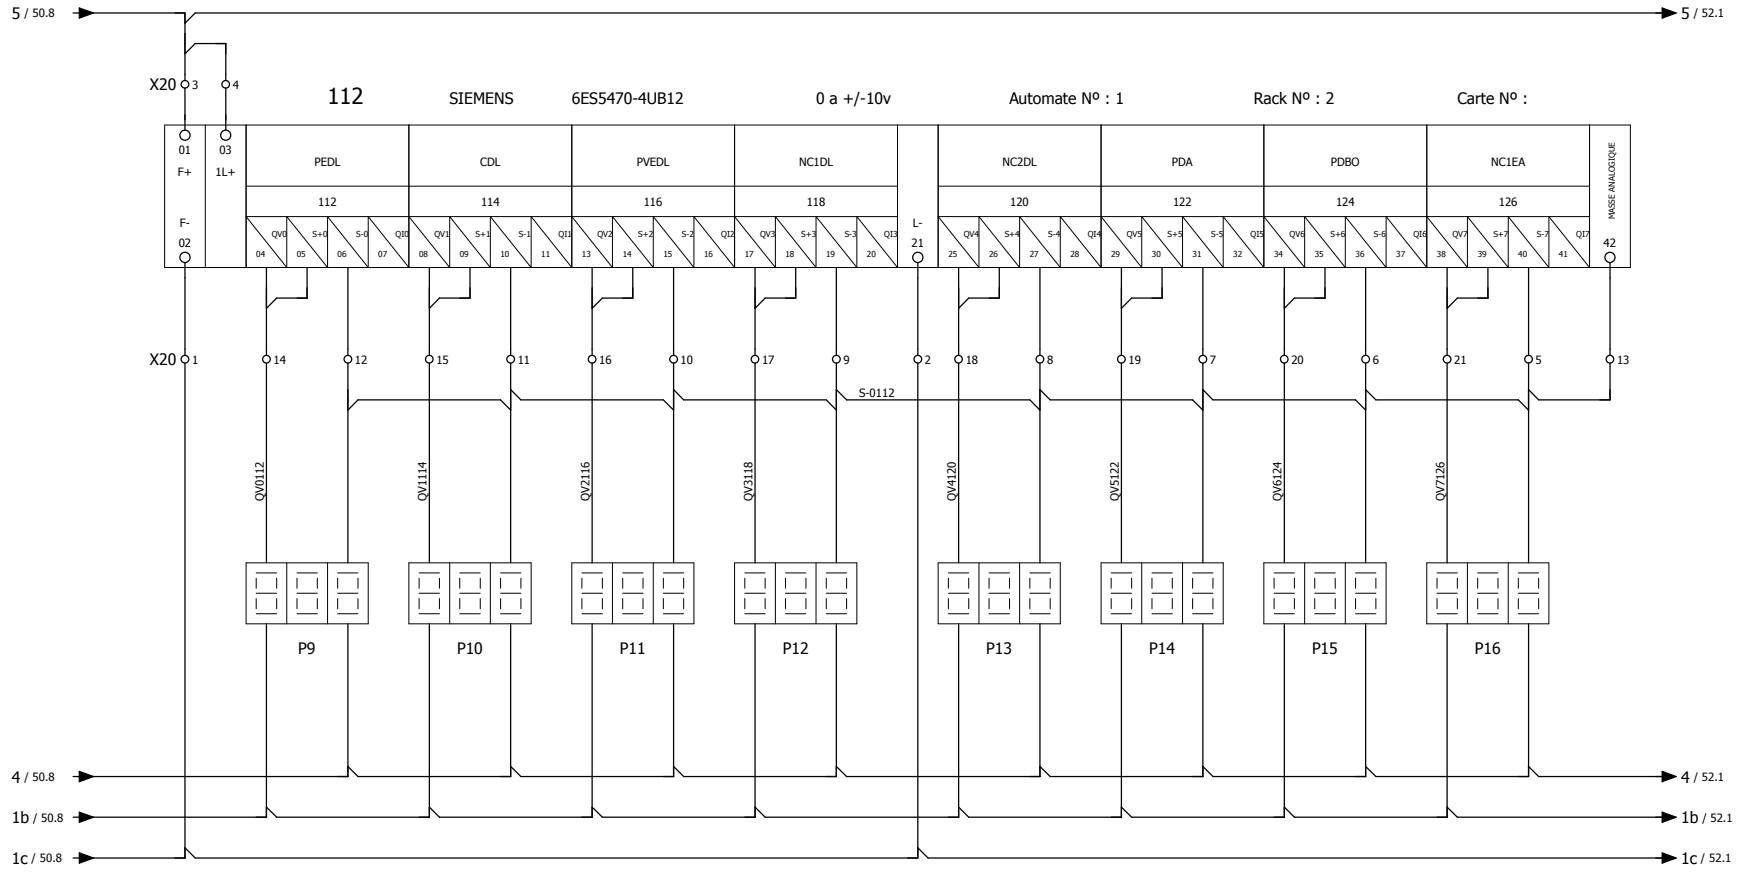 5 / 50.8 5 / 52.1
X20 3 4
112 SIEMENS 6ES5470-4UB12 0 a +/-10v Automate Nº : 1 Rack Nº : 2 Carte Nº :
01 03
F+ 1L+
PEDL CDL PVEDL NC1DL NC2DL PDA PDBO NC1EA
MASSE ANALOGIQUE
112 114 116 118 120 122 124 126
F- L-
QV0 S+0 S-0 QI0 QV1 S+1 S-1 QI1 QV2 S+2 S-2 QI2 QV3 S+3 S-3 QI3 QV4 S+4 S-4 QI4 QV5 S+5 S-5 QI5 QV6 S+6 S-6 QI6 QV7 S+7 S-7 QI7
02 04 05 06 07 08 09 10 11 13 14 15 16 17 18 19 20 21 25 26 27 28 29 30 31 32 34 35 36 37 38 39 40 41 42
X20 1 14 12 15 11 16 10 17 9 2 18 8 19 7 20 6 21 5 13
S-0112
QV0112 QV1114 QV2116 QV3118 QV4120 QV5122 QV6124 QV7126
P9 P10 P11 P12 P13 P14 P15 P16
4 / 50.8 4 / 52.1
1b / 50.8 1b / 52.1
1c / 50.8 1c / 52.1